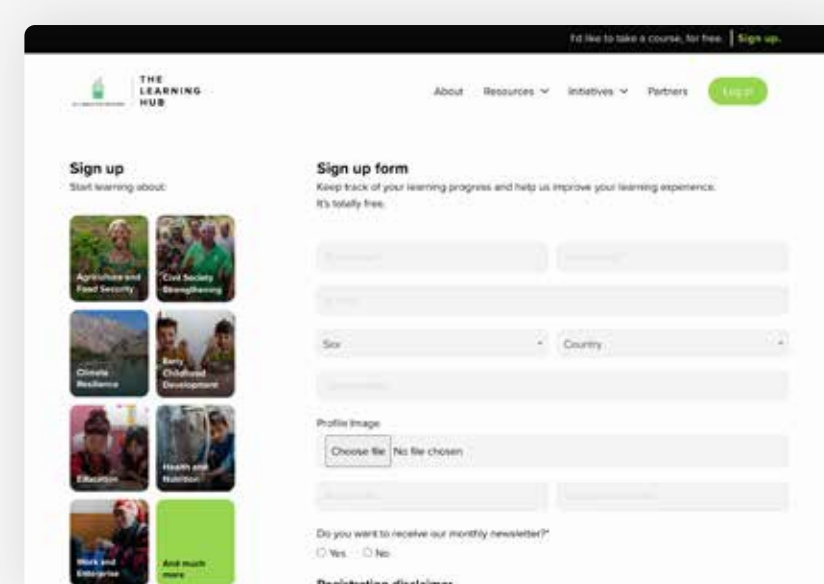 I'd like to take a course, for free. Sign up.
THE
LEARNING
HUB
About Resources Initiatives Partners Log in
Sign up
Start learning about:
Agriculture and
Food Security
Civil Society
Strengthening
Climate
Resilience
Early
Childhood
Development
Education
Health and
Nutrition
Work and
Enterprise
And much
more
Sign up form
Keep track of your learning progress and help us improve your learning experience.
It's totally free.
Sex
Country
Profile Image
Choose file No file chosen
Do you want to receive our monthly newsletter?*
Yes No
Registration disclaimer